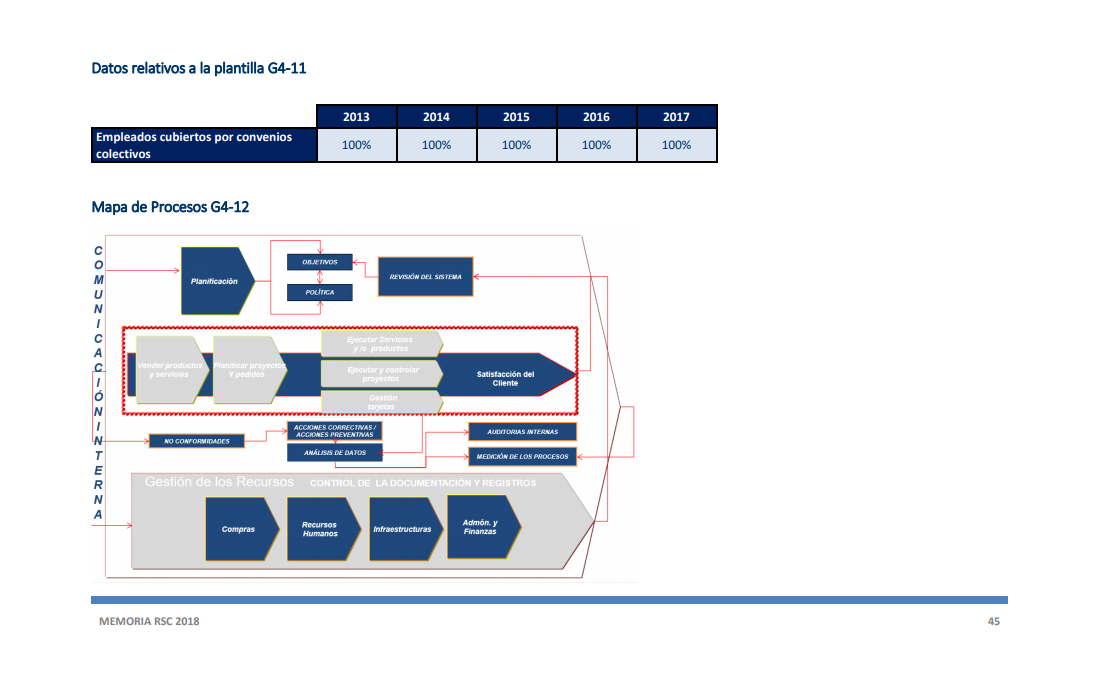 Datos relativos a la plantilla G4-11
2013 2014 2015 2016 2017
Empleados cubiertos por convenios
colectivos
100% 100% 100% 100% 100%
Mapa de Procesos G4-12
COMUNICACIÓN INTERNA
Planificación
OBJETIVOS
POLÍTICA
REVISIÓN DEL SISTEMA
Vender productos
y servicios
Planificar proyectos
Y pedidos
Ejecutar Servicios
y /o productos
Ejecutar y controlar
proyectos
Gestión
tarjetas
Satisfacción del
Cliente
NO CONFORMIDADES
ACCIONES CORRECTIVAS /
ACCIONES PREVENTIVAS
ANÁLISIS DE DATOS
AUDITORIAS INTERNAS
MEDICIÓN DE LOS PROCESOS
Gestión de los Recursos CONTROL DE LA DOCUMENTACIÓN Y REGISTROS
Compras
Recursos
Humanos
Infraestructuras
Admón. y
Finanzas
MEMORIA RSC 2018 45